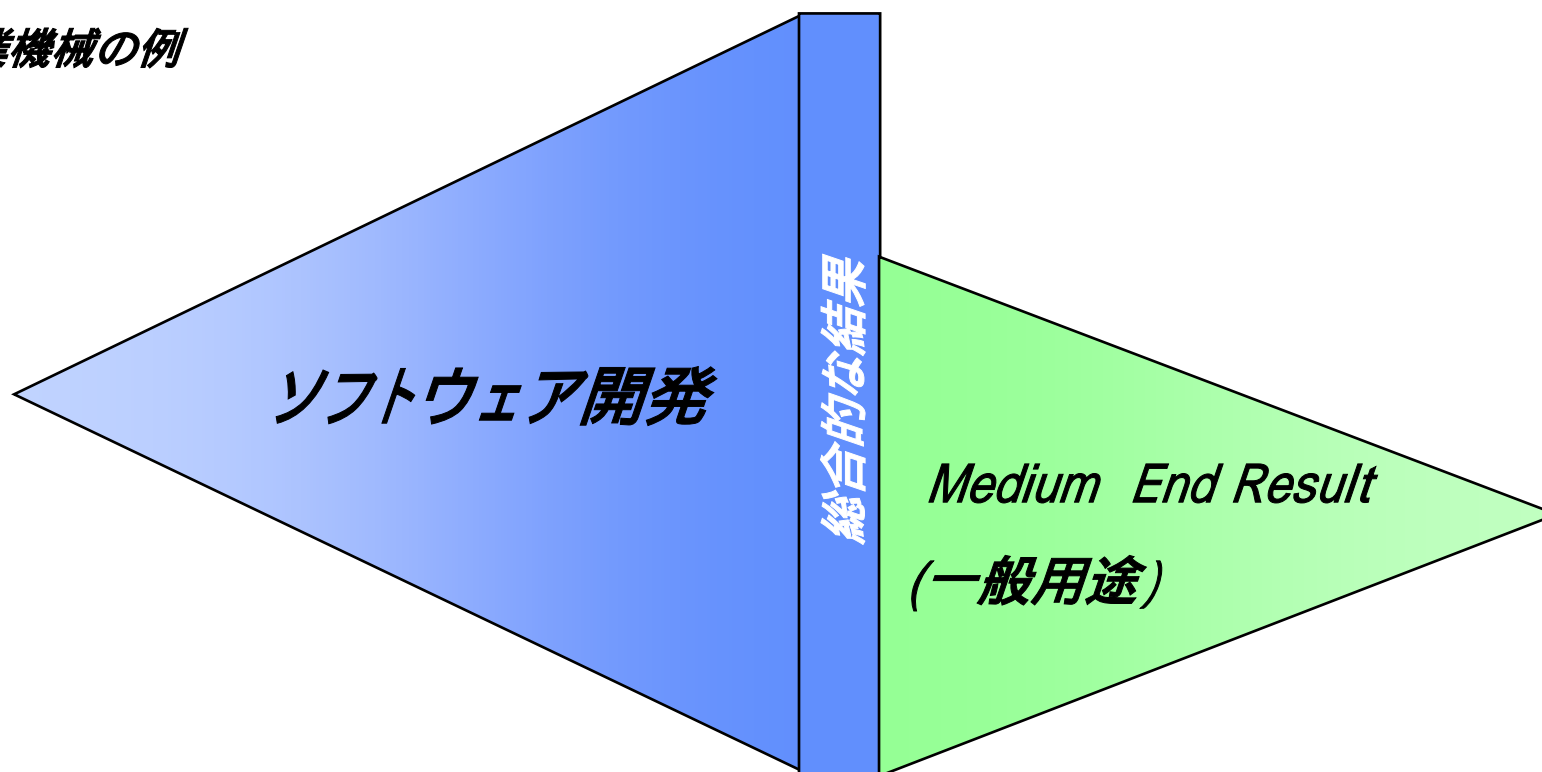 業機械の例
ソフトウェア開発
総合的な結果
Medium End Result
(一般用途)